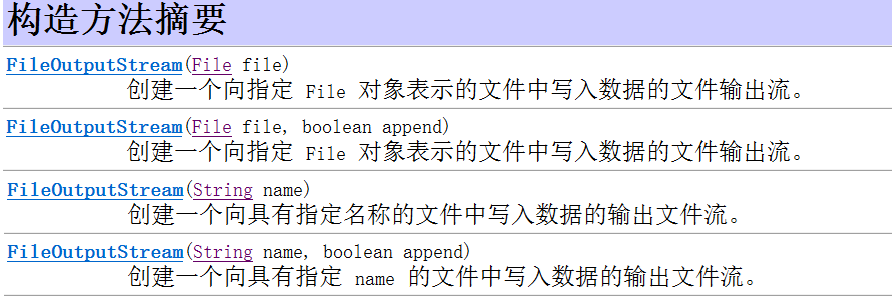 构造方法摘要
FileOutputStream(File file)
创建一个向指定 File 对象表示的文件中写入数据的文件输出流。
FileOutputStream(File file, boolean append)
创建一个向指定 File 对象表示的文件中写入数据的文件输出流。
FileOutputStream(String name)
创建一个向具有指定名称的文件中写入数据的输出文件流。
FileOutputStream(String name, boolean append)
创建一个向具有指定 name 的文件中写入数据的输出文件流。